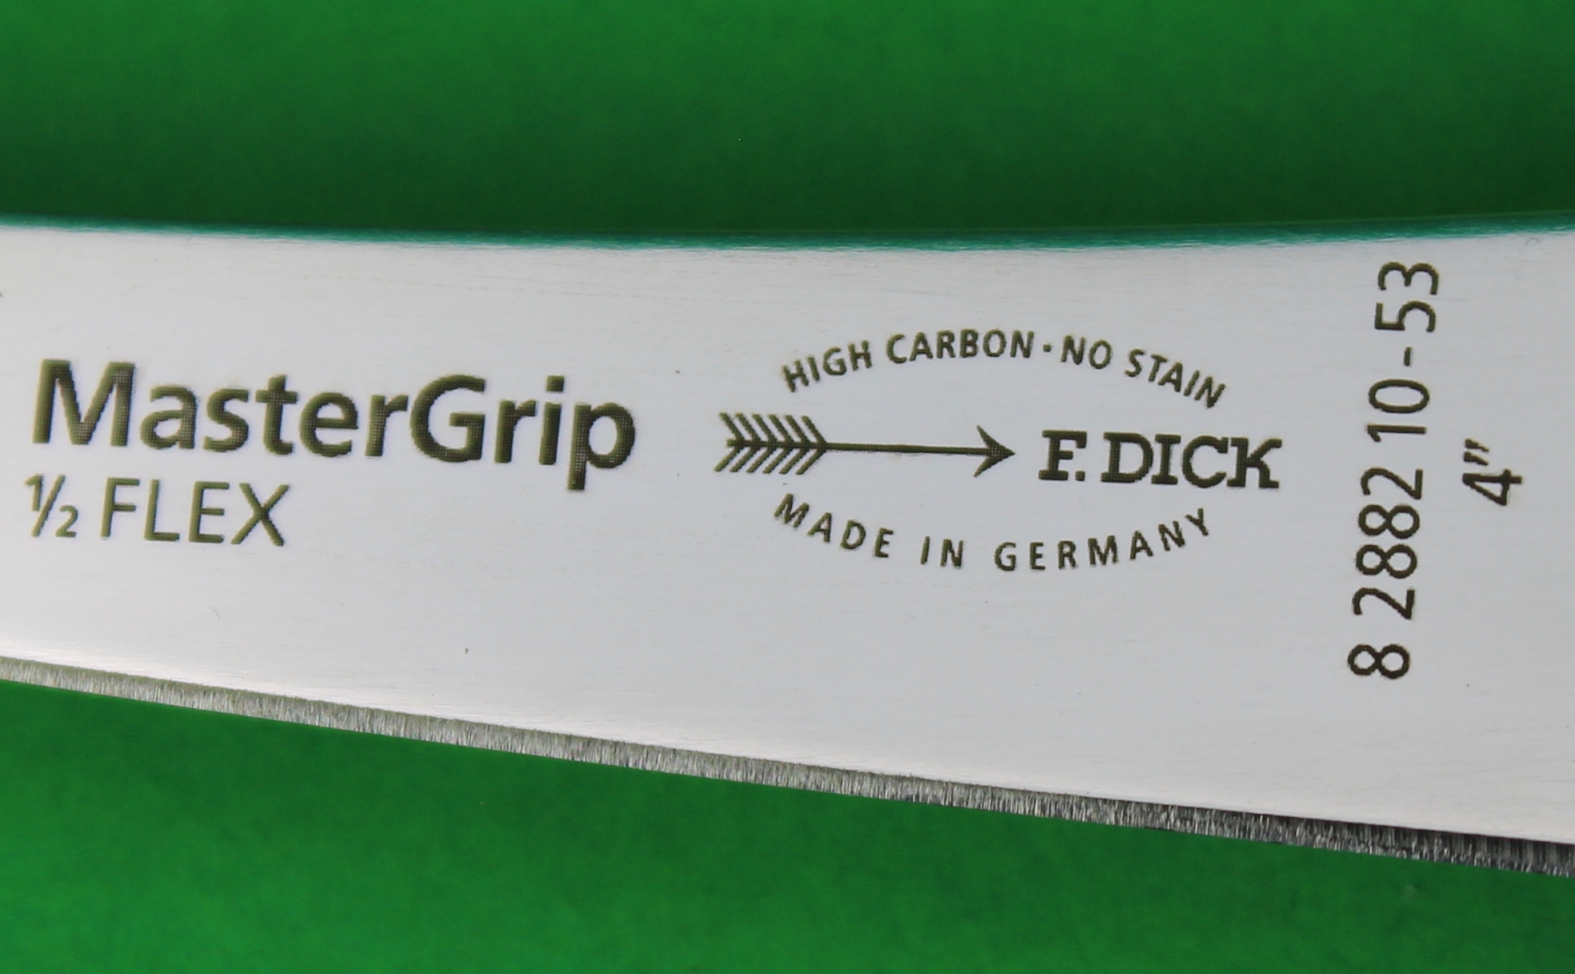 MasterGrip
½ FLEX
HIGH CARBON·NO STAIN
F. DICK
MADE IN GERMANY
8 2882 10-53
4"